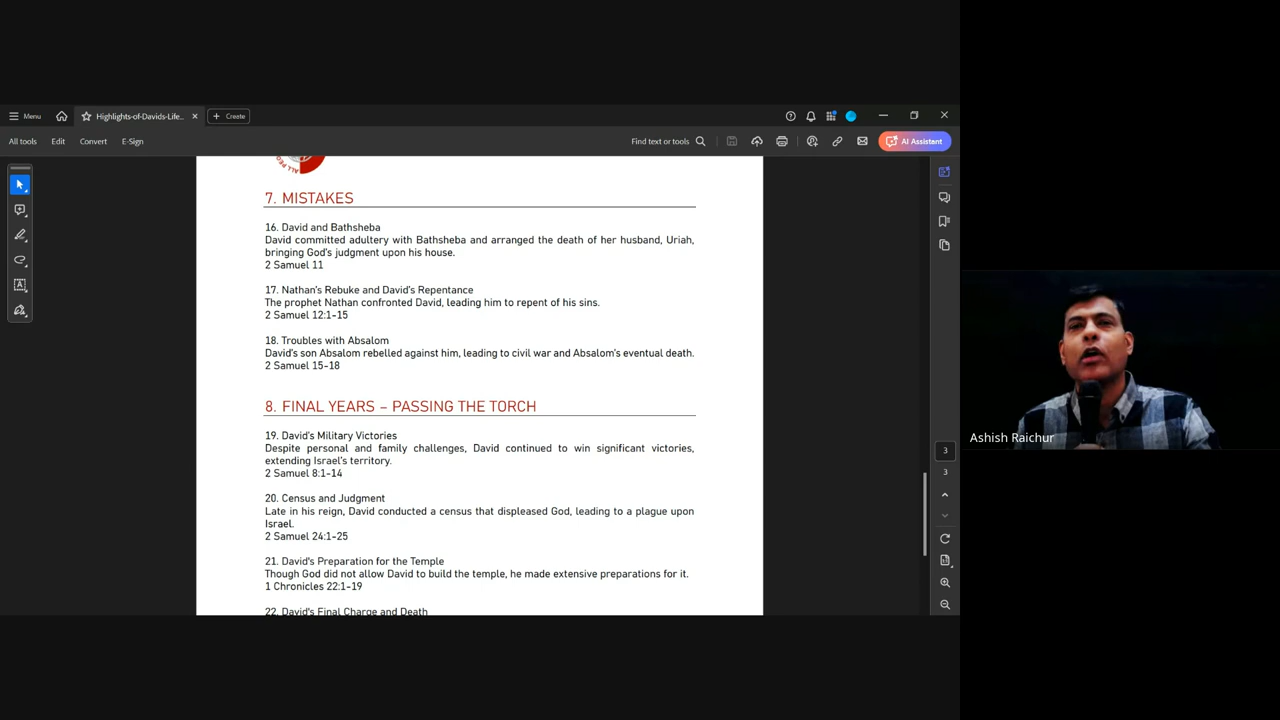 Menu
Highlights-of-Davids-Life...
Create
All tools
Edit
Convert
E-Sign
Find text or tools
AI Assistant
ALL PEO
7. MISTAKES
16. David and Bathsheba
David committed adultery with Bathsheba and arranged the death of her husband, Uriah,
bringing God's judgment upon his house.
2 Samuel 11
17. Nathan's Rebuke and David's Repentance
The prophet Nathan confronted David, leading him to repent of his sins.
2 Samuel 12:1-15
18. Troubles with Absalom
David's son Absalom rebelled against him, leading to civil war and Absalom's eventual death.
2 Samuel 15-18
8. FINAL YEARS – PASSING THE TORCH
19. David's Military Victories
Despite personal and family challenges, David continued to win significant victories,
extending Israel's territory.
2 Samuel 8:1-14
20. Census and Judgment
Late in his reign, David conducted a census that displeased God, leading to a plague upon
Israel.
2 Samuel 24:1-25
21. David's Preparation for the Temple
Though God did not allow David to build the temple, he made extensive preparations for it.
1 Chronicles 22:1-19
22. David's Final Charge and Death
3
3
Ashish Raichur